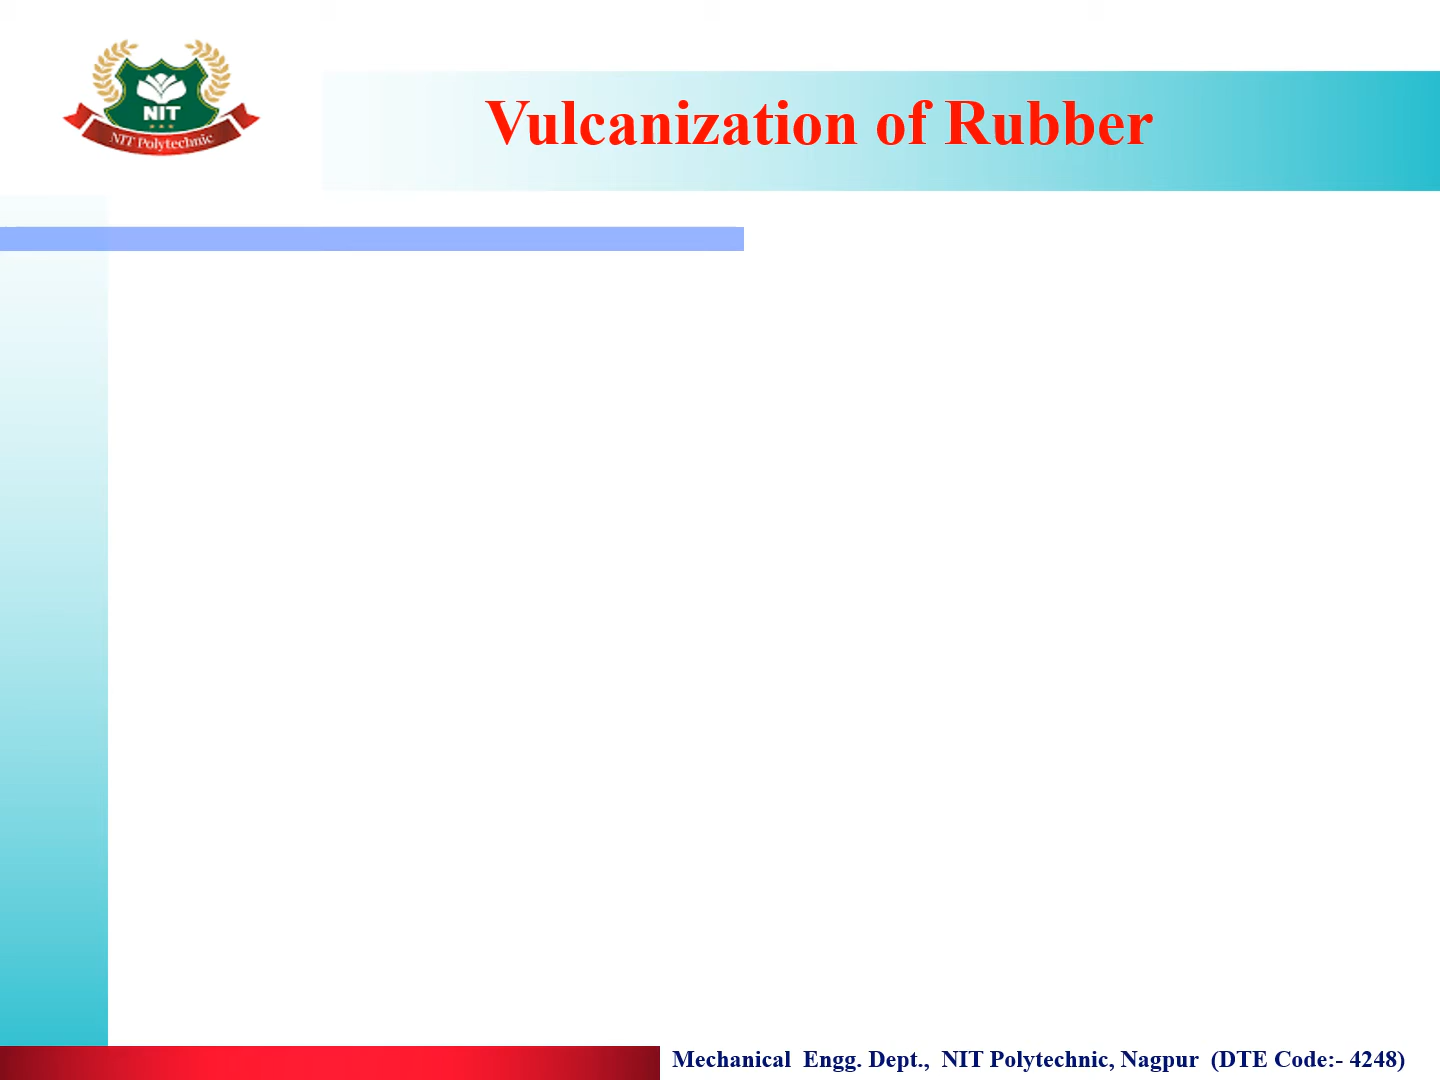 NIT
NIT Polytechnic
Vulcanization of Rubber
Mechanical Engg. Dept., NIT Polytechnic, Nagpur (DTE Code:- 4248)